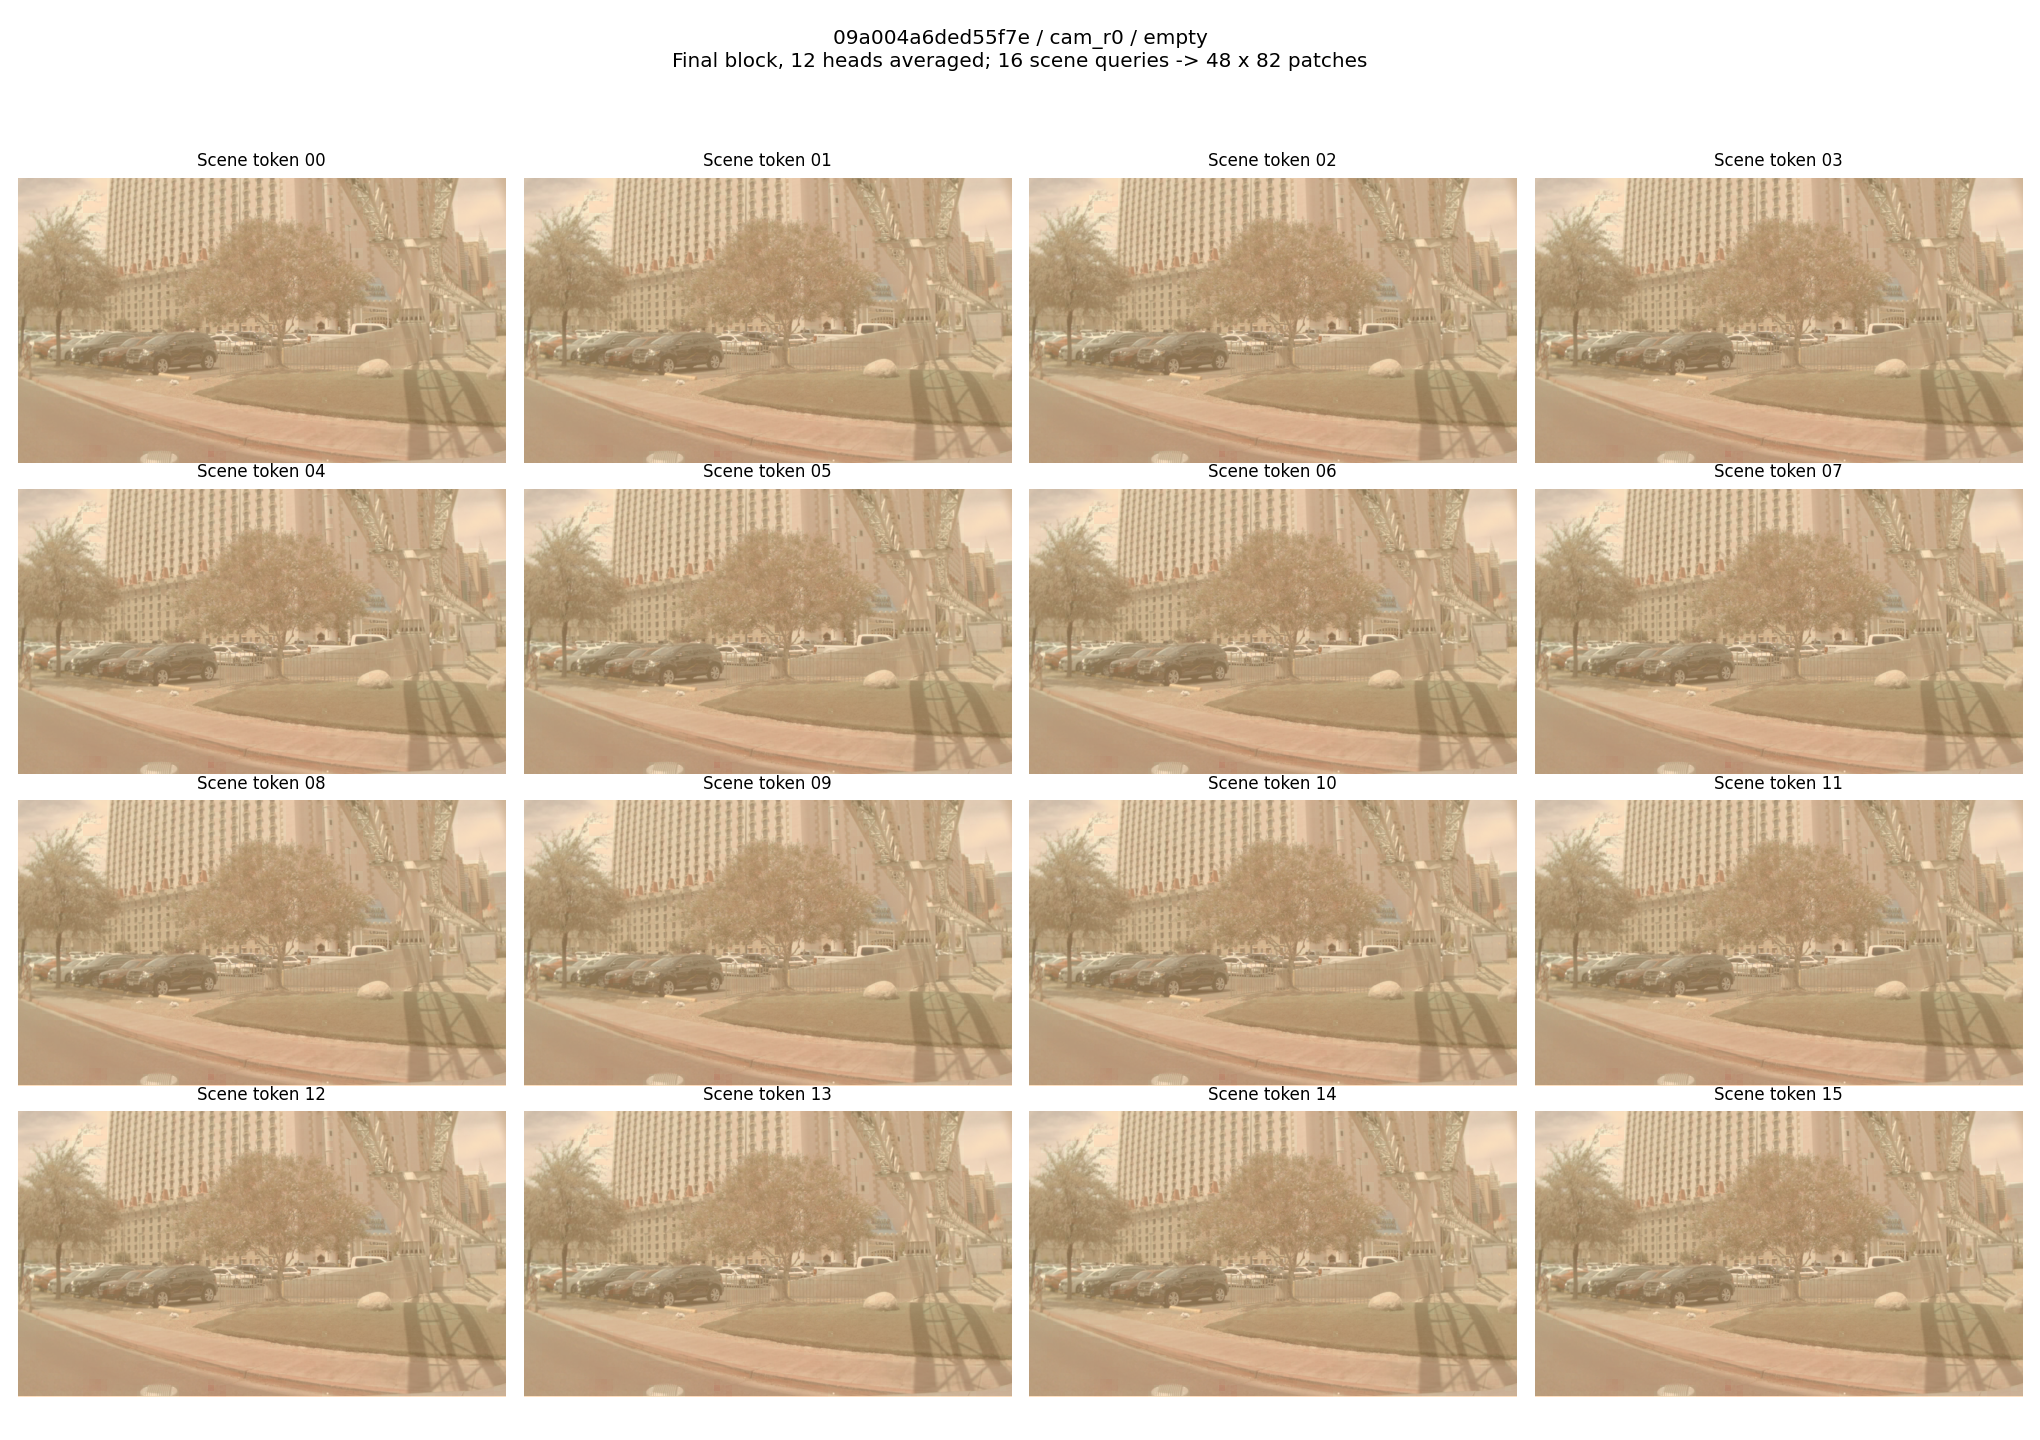 09a004a6ded55f7e / cam_r0 / empty
Final block, 12 heads averaged; 16 scene queries -> 48 x 82 patches
Scene token 00
Scene token 01
Scene token 02
Scene token 03
Scene token 04
Scene token 05
Scene token 06
Scene token 07
Scene token 08
Scene token 09
Scene token 10
Scene token 11
Scene token 12
Scene token 13
Scene token 14
Scene token 15